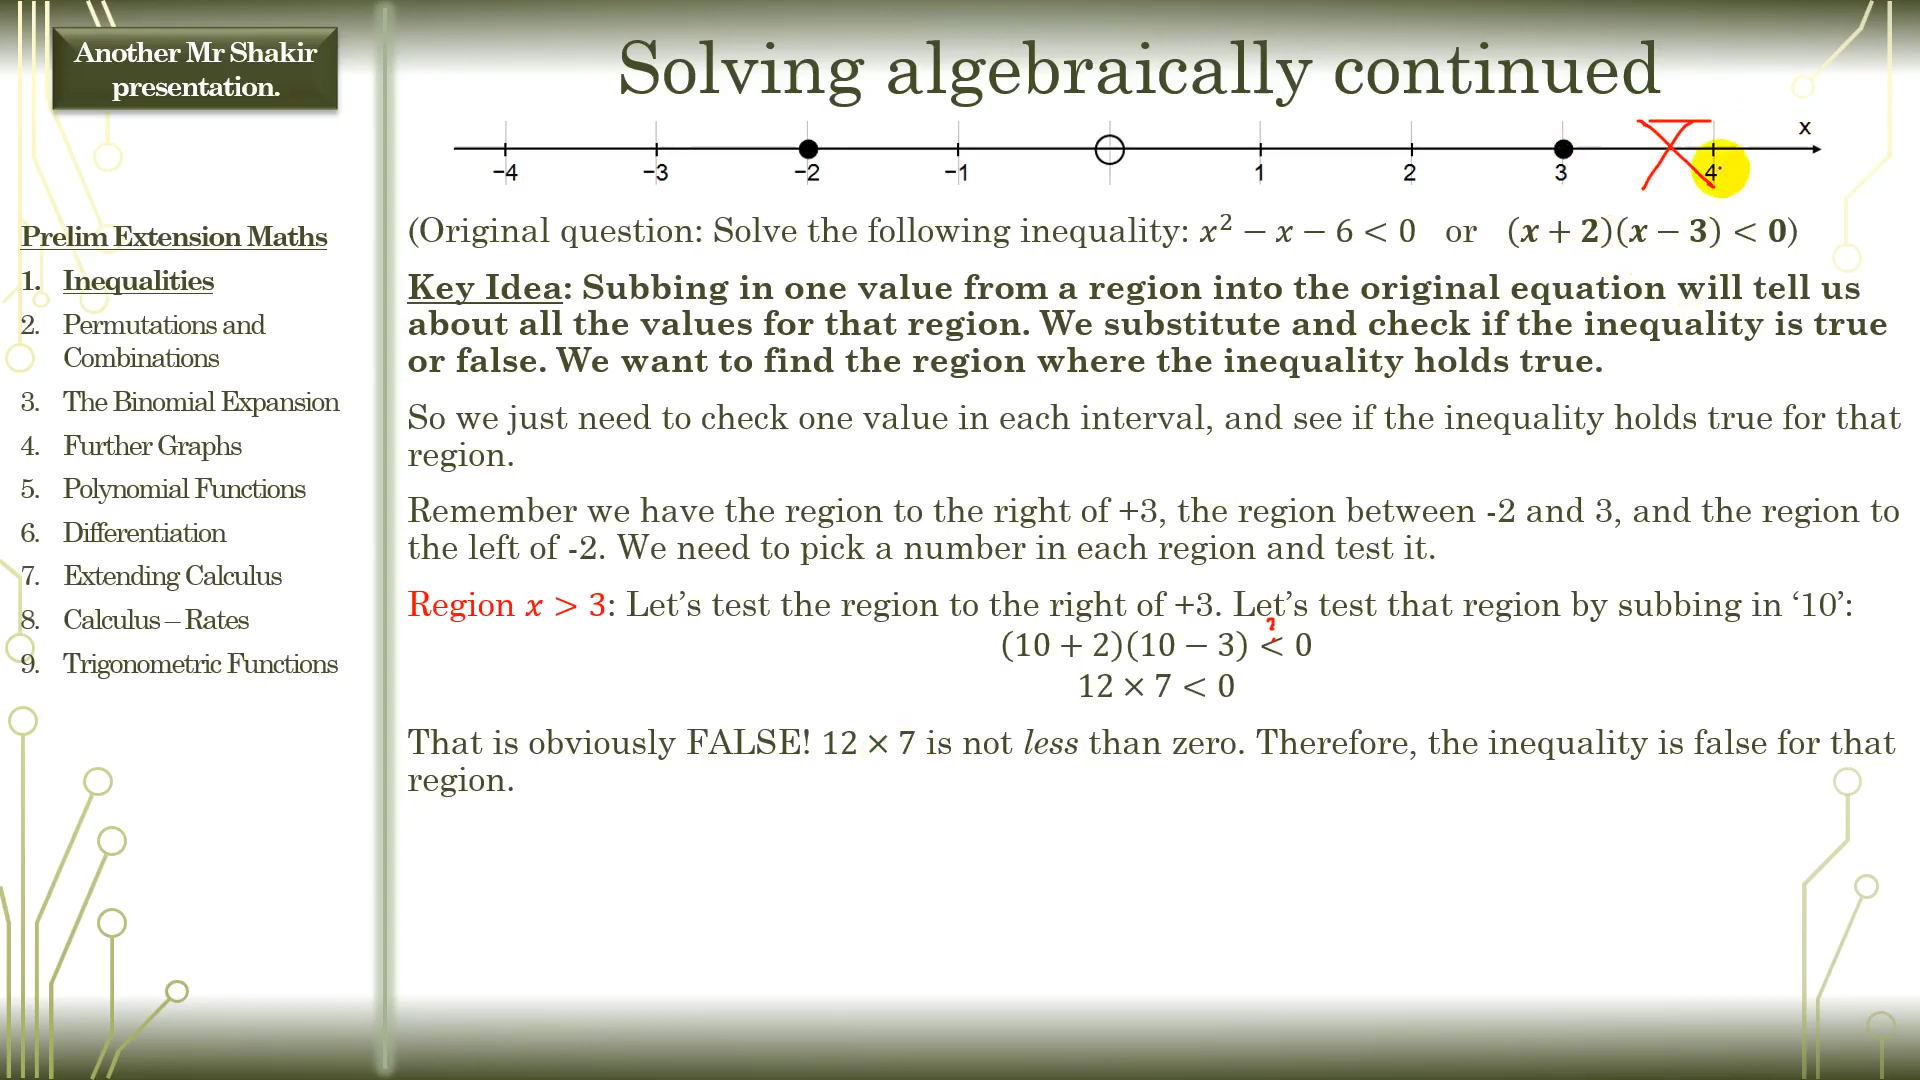 Another Mr Shakir
presentation.
Solving algebraically continued
x
−4 −3 −2 −1 1 2 3 4
Prelim Extension Maths
1. Inequalities
2. Permutations and
Combinations
3. The Binomial Expansion
4. Further Graphs
5. Polynomial Functions
6. Differentiation
7. Extending Calculus
8. Calculus – Rates
9. Trigonometric Functions
(Original question: Solve the following inequality: x² − x − 6 < 0 or (x + 2)(x − 3) < 0)
Key Idea: Subbing in one value from a region into the original equation will tell us
about all the values for that region. We substitute and check if the inequality is true
or false. We want to find the region where the inequality holds true.
So we just need to check one value in each interval, and see if the inequality holds true for that
region.
Remember we have the region to the right of +3, the region between -2 and 3, and the region to
the left of -2. We need to pick a number in each region and test it.
Region x > 3: Let’s test the region to the right of +3. Let’s test that region by subbing in ‘10’:
?
(10 + 2)(10 − 3) < 0
12 × 7 < 0
That is obviously FALSE! 12 × 7 is not less than zero. Therefore, the inequality is false for that
region.